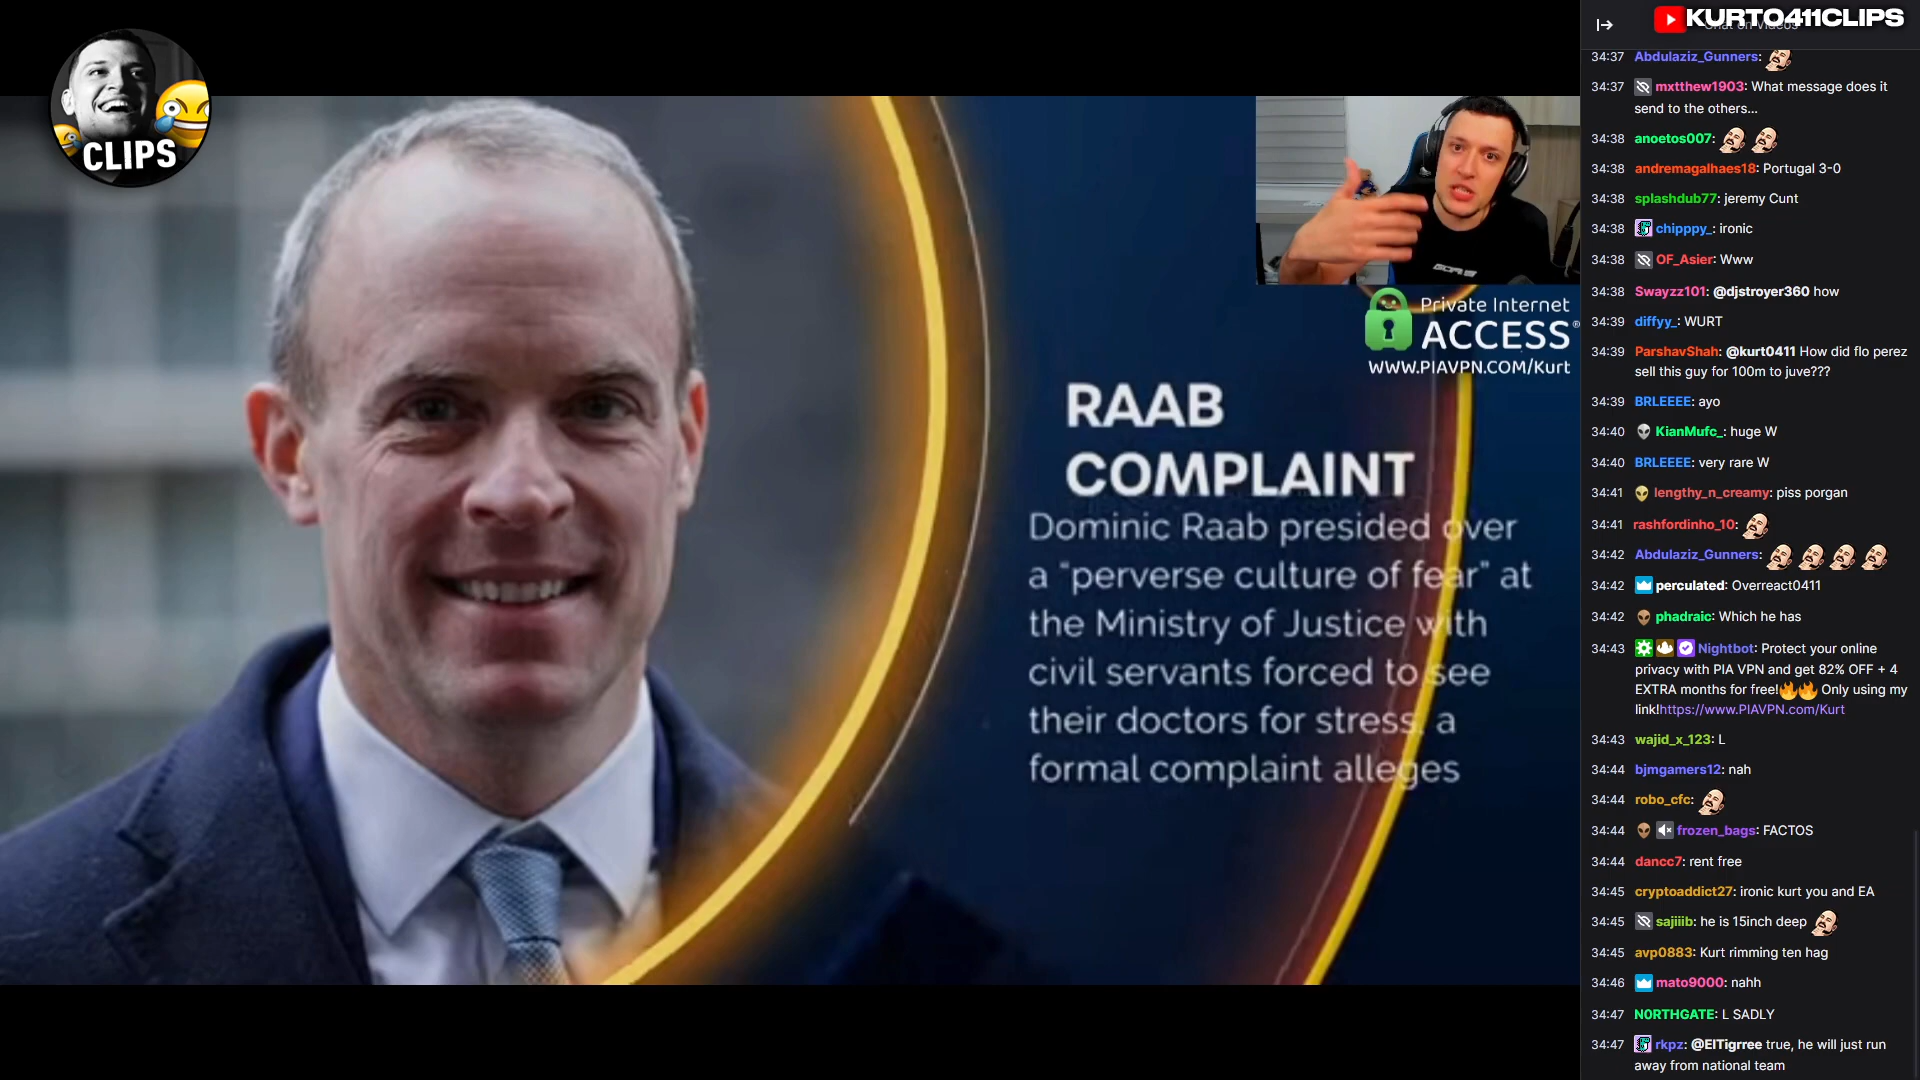 CLIPS
Private Internet
ACCESS®
WWW.PIAVPN.COM/Kurt
RAAB
COMPLAINT
Dominic Raab presided over
a "perverse culture of fear" at
the Ministry of Justice with
civil servants forced to see
their doctors for stress, a
formal complaint alleges
KURTO411CLIPS
34:37 Abdulaziz_Gunners:
34:37 mxtthew1903: What message does it
send to the others...
34:38 anoetos007:
34:38 andremagalhaes18: Portugal 3-0
34:38 splashdub77: jeremy Cunt
34:38 chipppy_: ironic
34:38 OF_Asier: Www
34:38 Swayzz101: @djstroyer360 how
34:39 diffyy_: WURT
34:39 ParshavShah: @kurt0411 How did flo perez
sell this guy for 100m to juve???
34:39 BRLEEEE: ayo
34:40 KianMufc_: huge W
34:40 BRLEEEE: very rare W
34:41 lengthy_n_creamy: piss porgan
34:41 rashfordinho_10:
34:42 Abdulaziz_Gunners:
34:42 perculated: Overreact0411
34:42 phadraic: Which he has
34:43 Nightbot: Protect your online
privacy with PIA VPN and get 82% OFF + 4
EXTRA months for free!🔥🔥 Only using my
link!https://www.PIAVPN.com/Kurt
34:43 wajid_x_123: L
34:44 bjmgamers12: nah
34:44 robo_cfc:
34:44 frozen_bags: FACTOS
34:44 dancc7: rent free
34:45 cryptoaddict27: ironic kurt you and EA
34:45 sajiiib: he is 15inch deep
34:45 avp0883: Kurt rimming ten hag
34:46 mato9000: nahh
34:47 N0RTHGATE: L SADLY
34:47 rkpz: @ElTigrree true, he will just run
away from national team